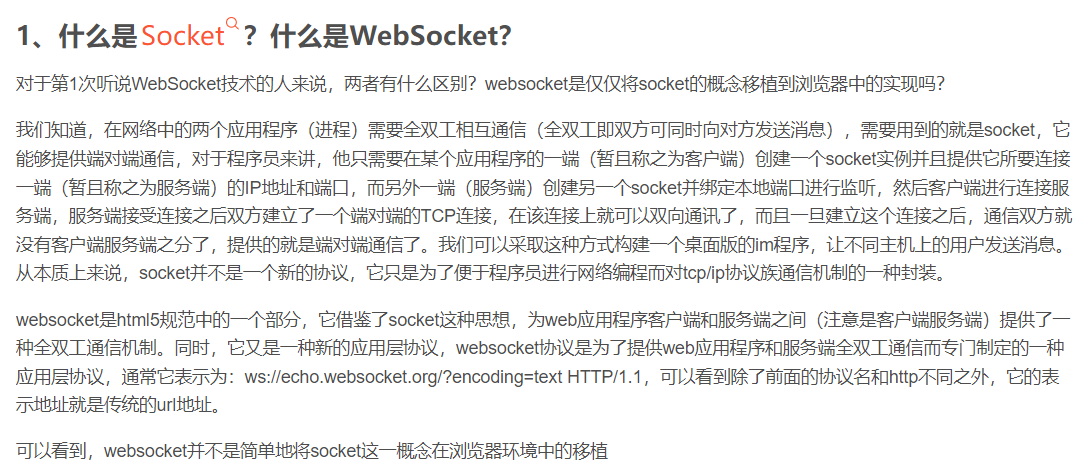 1、什么是Socket？什么是WebSocket?
对于第1次听说WebSocket技术的人来说，两者有什么区别？websocket是仅仅将socket的概念移植到浏览器中的实现吗？
我们知道，在网络中的两个应用程序（进程）需要全双工相互通信（全双工即双方可同时向对方发送消息），需要用到的就是socket，它
能够提供端对端通信，对于程序员来讲，他只需要在某个应用程序的一端（暂且称之为客户端）创建一个socket实例并且提供它所要连接
一端（暂且称之为服务端）的IP地址和端口，而另外一端（服务端）创建另一个socket并绑定本地端口进行监听，然后客户端进行连接服
务端，服务端接受连接之后双方建立了一个端对端的TCP连接，在该连接上就可以双向通讯了，而且一旦建立这个连接之后，通信双方就
没有客户端服务端之分了，提供的就是端对端通信了。我们可以采取这种方式构建一个桌面版的im程序，让不同主机上的用户发送消息。
从本质上来说，socket并不是一个新的协议，它只是为了便于程序员进行网络编程而对tcp/ip协议族通信机制的一种封装。
websocket是html5规范中的一个部分，它借鉴了socket这种思想，为web应用程序客户端和服务端之间（注意是客户端服务端）提供了一
种全双工通信机制。同时，它又是一种新的应用层协议，websocket协议是为了提供web应用程序和服务端全双工通信而专门制定的一种
应用层协议，通常它表示为：ws://echo.websocket.org/?encoding=text HTTP/1.1，可以看到除了前面的协议名和http不同之外，它的表
示地址就是传统的url地址。
可以看到，websocket并不是简单地将socket这一概念在浏览器环境中的移植